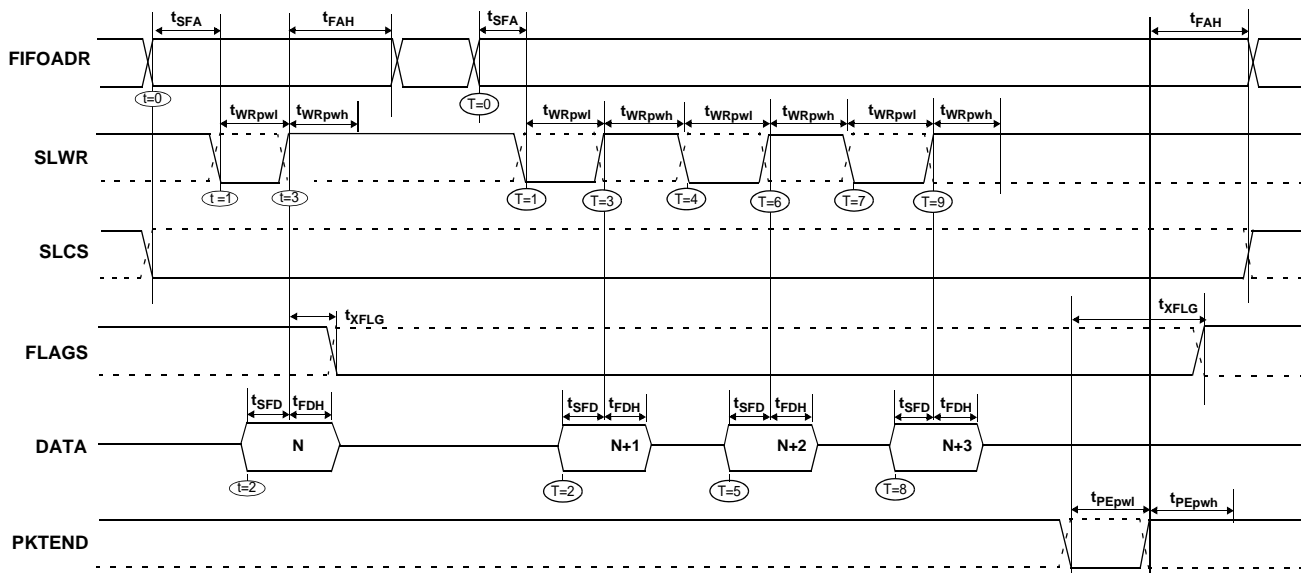 tSFA tFAH tSFA tFAH
FIFOADR
t=0 T=0
tWRpwl tWRpwh tWRpwl tWRpwh tWRpwl tWRpwh tWRpwl tWRpwh
SLWR
t=1 t=3 T=1 T=3 T=4 T=6 T=7 T=9
SLCS
tXFLG tXFLG
FLAGS
tSFD tFDH tSFD tFDH tSFD tFDH tSFD tFDH
DATA N N+1 N+2 N+3
t=2 T=2 T=5 T=8
tPEpwl tPEpwh
PKTEND